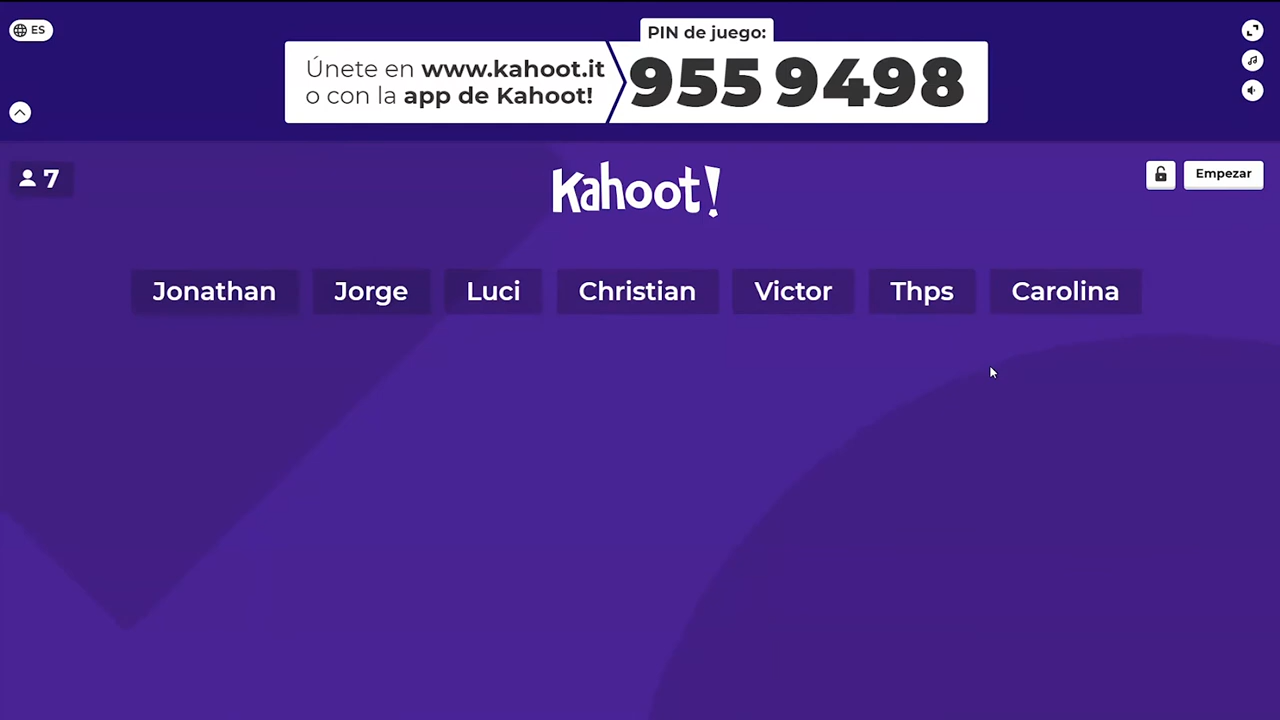 ES
PIN de juego:
Únete en www.kahoot.it
o con la app de Kahoot!
955 9498
7
Kahoot!
Empezar
Jonathan
Jorge
Luci
Christian
Victor
Thps
Carolina